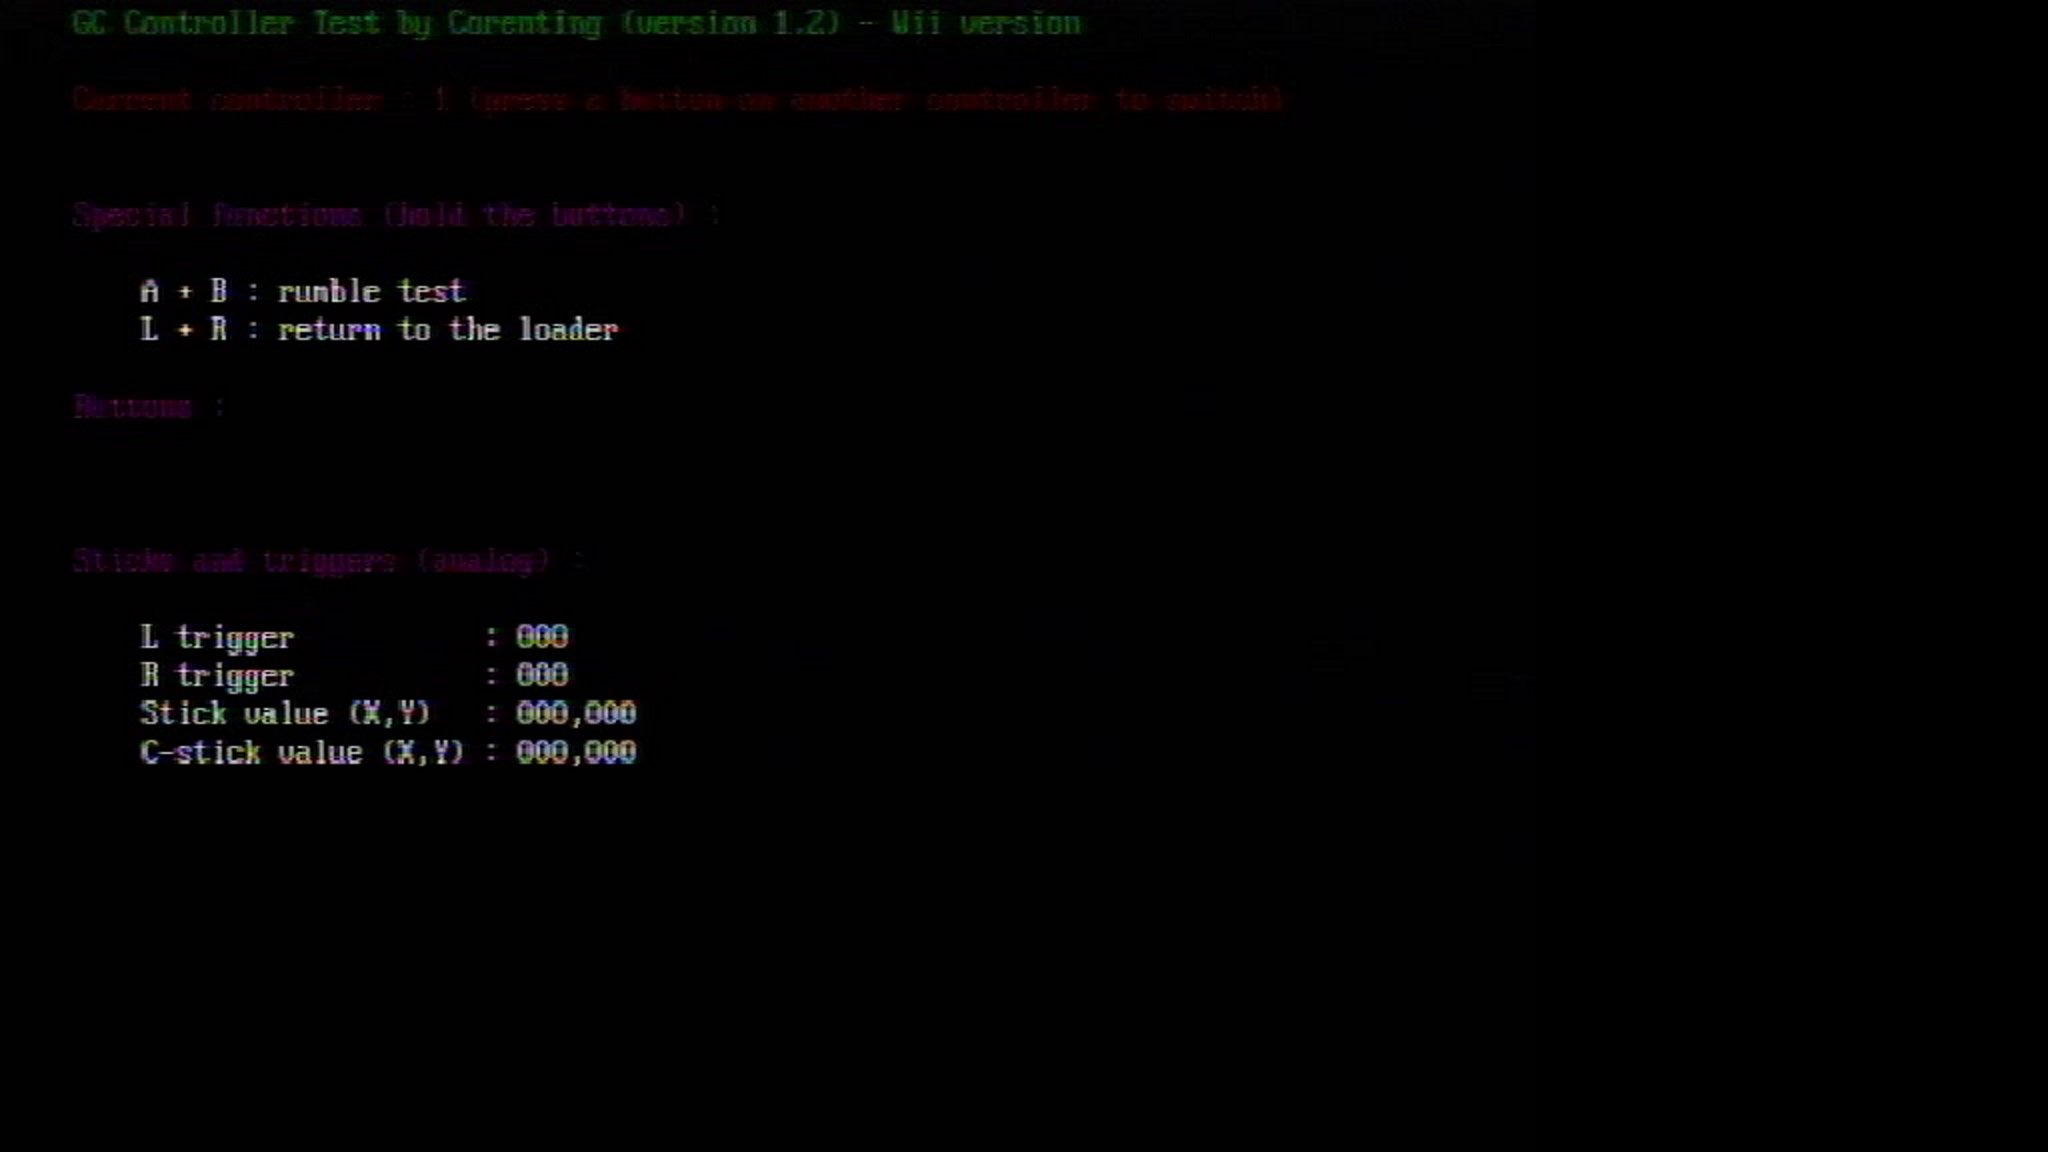 GC Controller Test by Corenting (version 1.2) - Wii version
Current controller : 1 (press a button on another controller to switch)
Special functions (hold the buttons) :
A + B : rumble test
L + R : return to the loader
Buttons :
Sticks and triggers (analog) :
L trigger : 000
R trigger : 000
Stick value (X,Y) : 000,000
C-stick value (X,Y) : 000,000